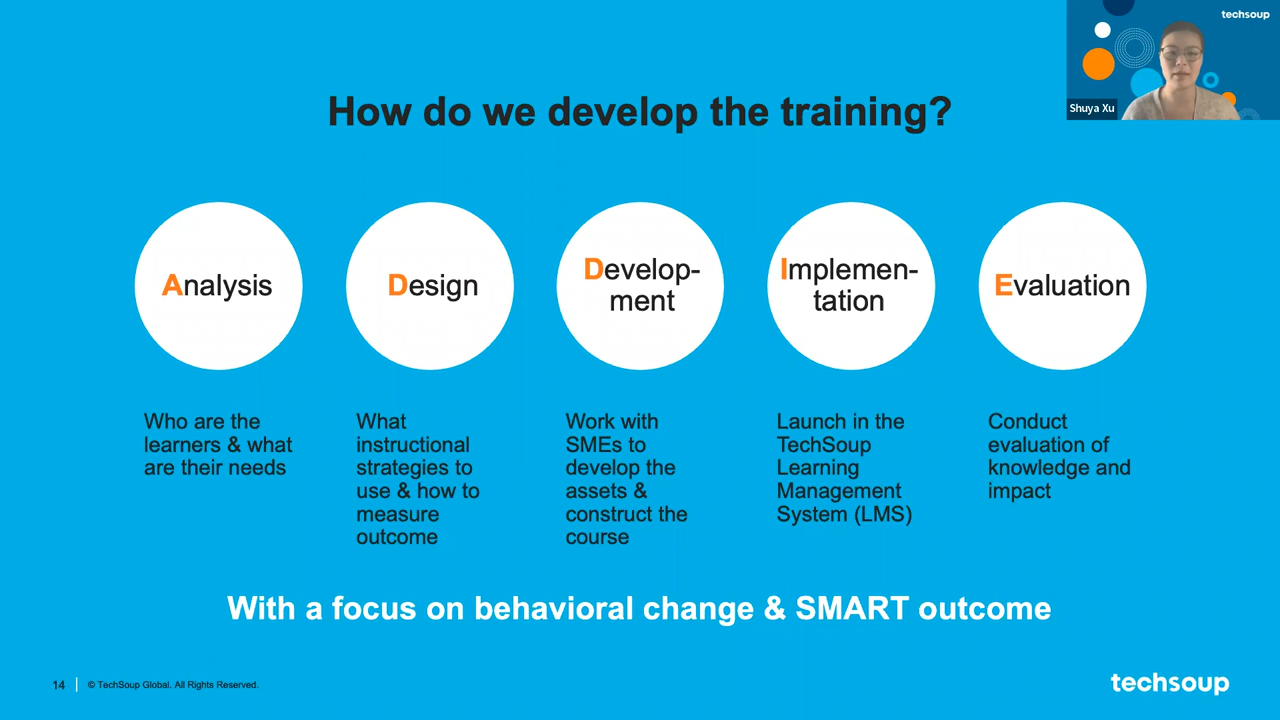 techsoup
Shuya Xu
How do we develop the training?
Analysis
Design
Develop-
ment
Implemen-
tation
Evaluation
Who are the
learners & what
are their needs
What
instructional
strategies to
use & how to
measure
outcome
Work with
SMEs to
develop the
assets &
construct the
course
Launch in the
TechSoup
Learning
Management
System (LMS)
Conduct
evaluation of
knowledge and
impact
With a focus on behavioral change & SMART outcome
14
© TechSoup Global. All Rights Reserved.
techsoup